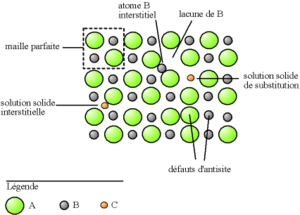 atome B
interstitiel
lacune de B
maille parfaite
solution solide
de substitution
solution solide
interstitielle
défauts d'antisite
Légende
A
B
C